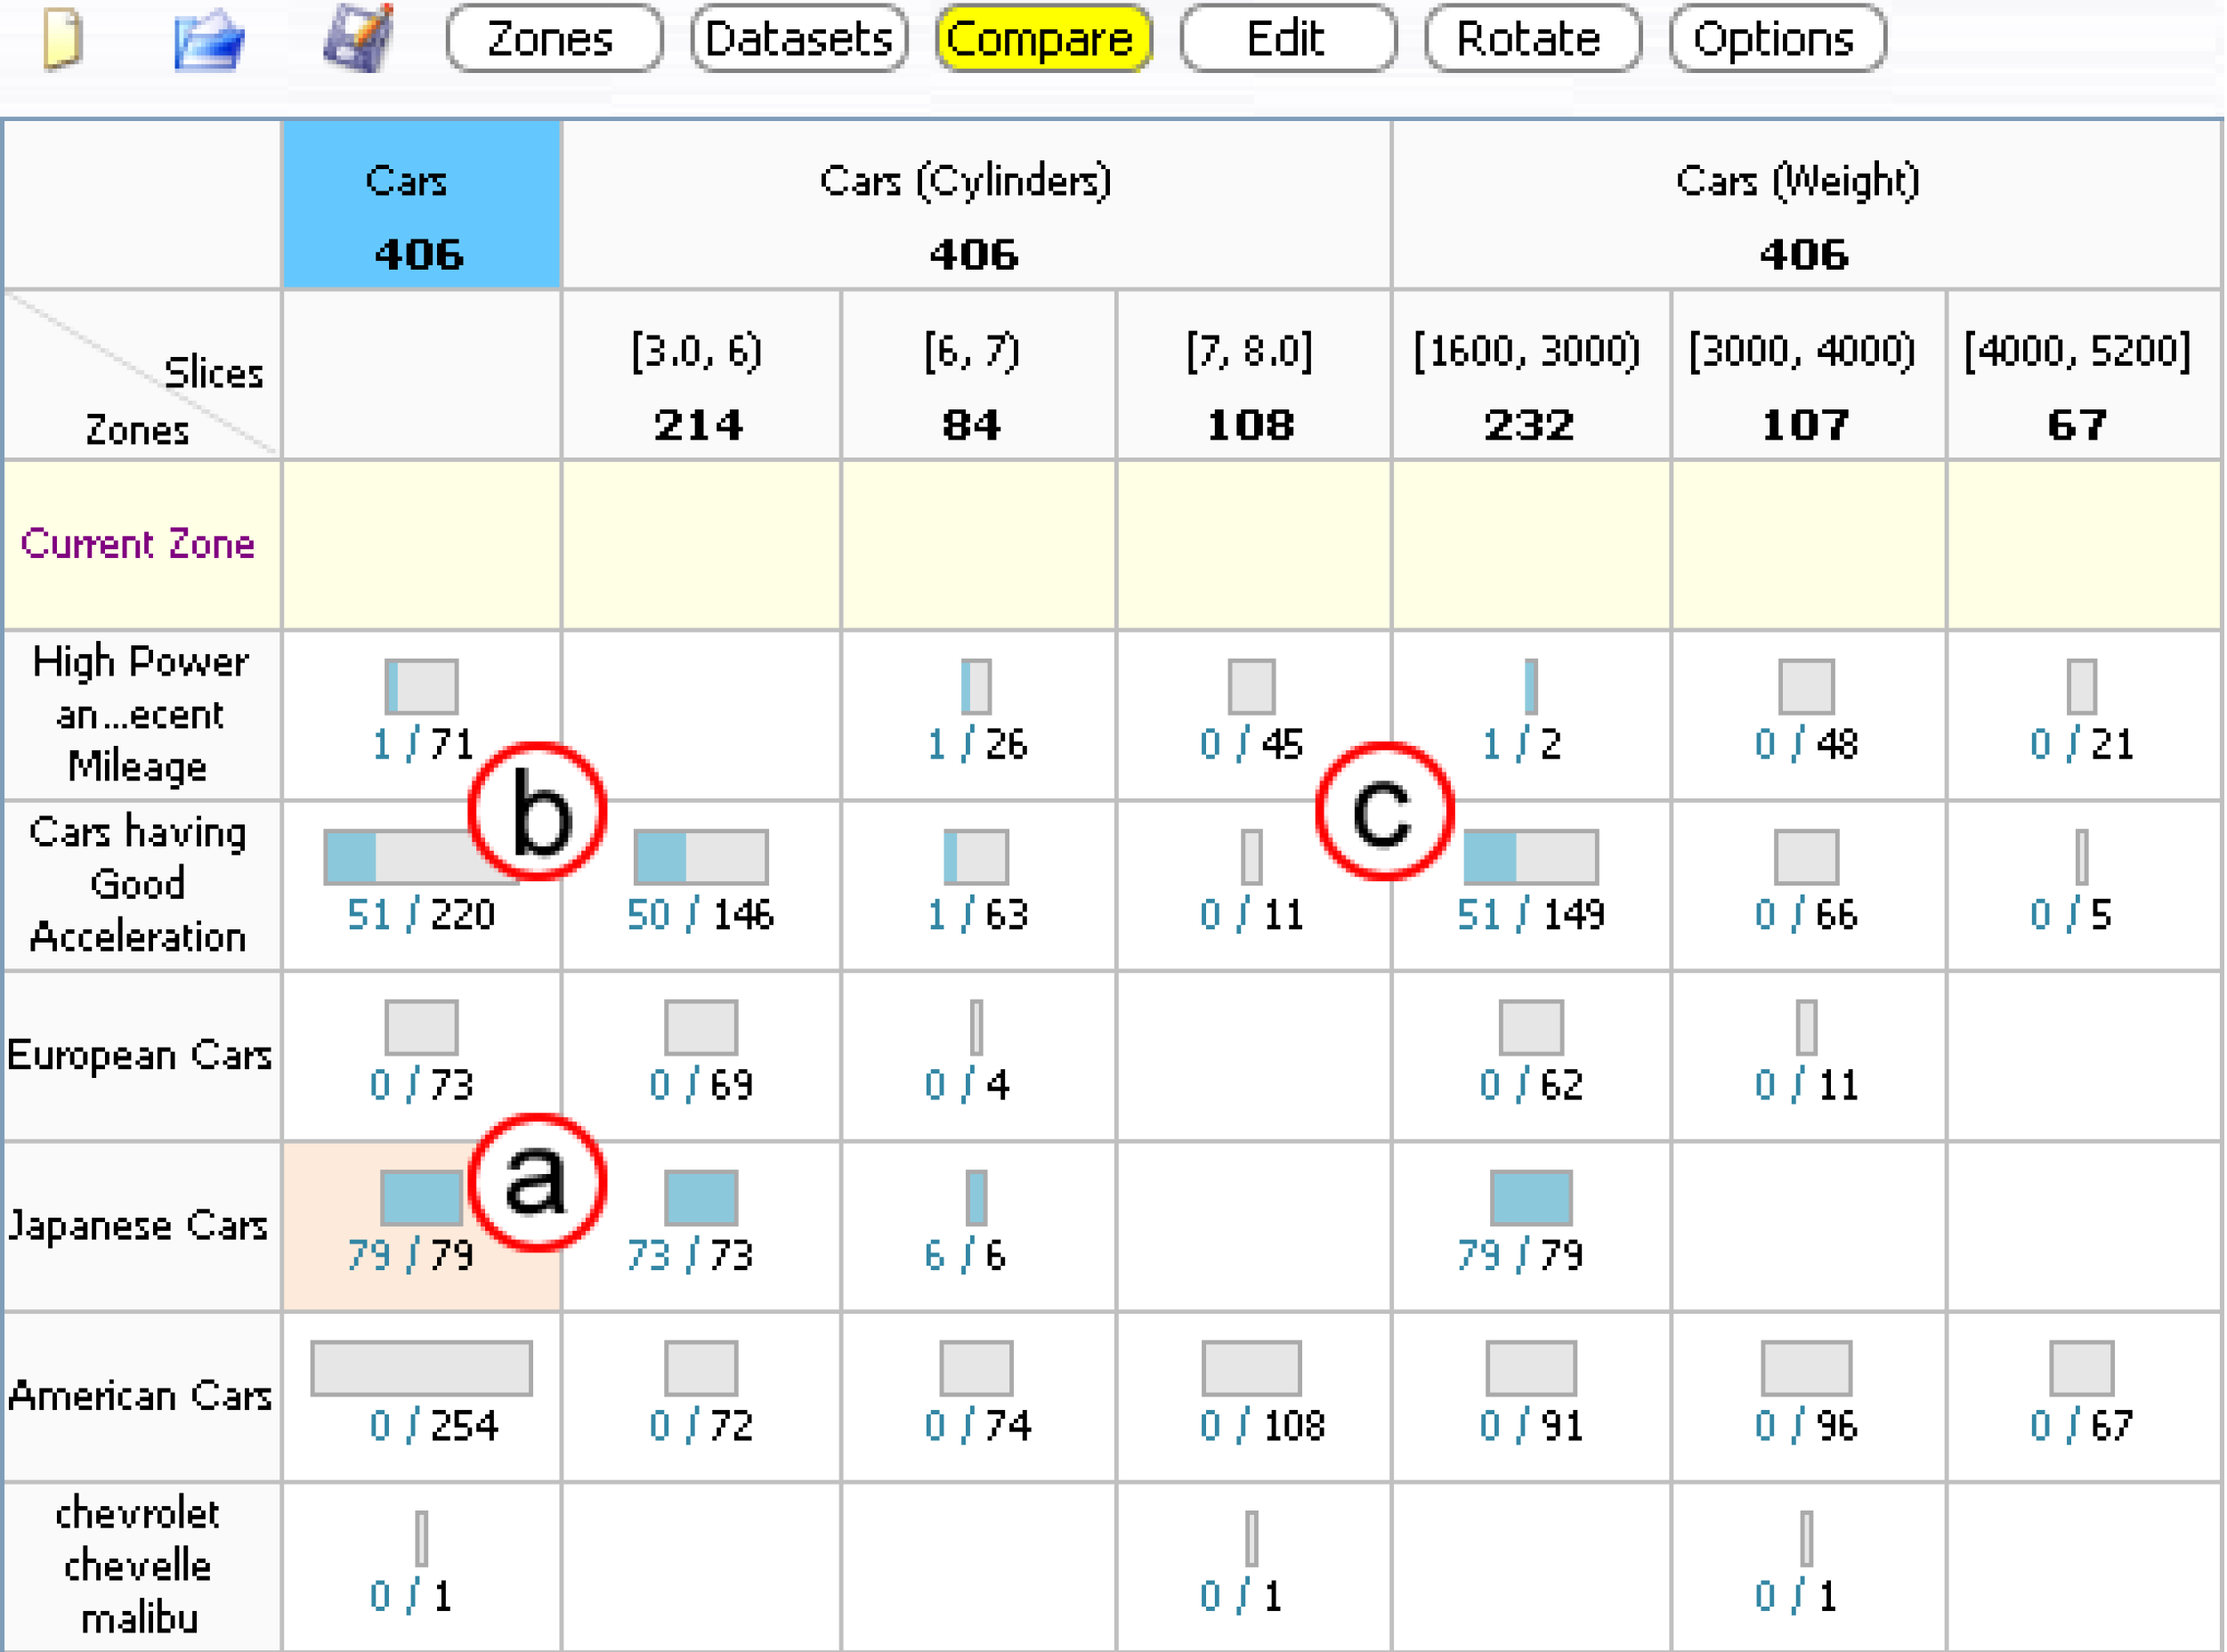 Zones Datasets Compare Edit Rotate Options
Cars Cars (Cylinders) Cars (Weight)
406 406 406
Slices [3.0, 6) [6, 7) [7, 8.0] [1600, 3000) [3000, 4000) [4000, 5200]
Zones 214 84 108 232 107 67
Current Zone
High Power
an...ecent
Mileage
1 / 71 1 / 26 0 / 45 1 / 2 0 / 48 0 / 21
b c
Cars having
Good
Acceleration
51 / 220 50 / 146 1 / 63 0 / 11 51 / 149 0 / 66 0 / 5
European Cars
0 / 73 0 / 69 0 / 4 0 / 62 0 / 11
a
Japanese Cars
79 / 79 73 / 73 6 / 6 79 / 79
American Cars
0 / 254 0 / 72 0 / 74 0 / 108 0 / 91 0 / 96 0 / 67
chevrolet
chevelle
malibu
0 / 1 0 / 1 0 / 1